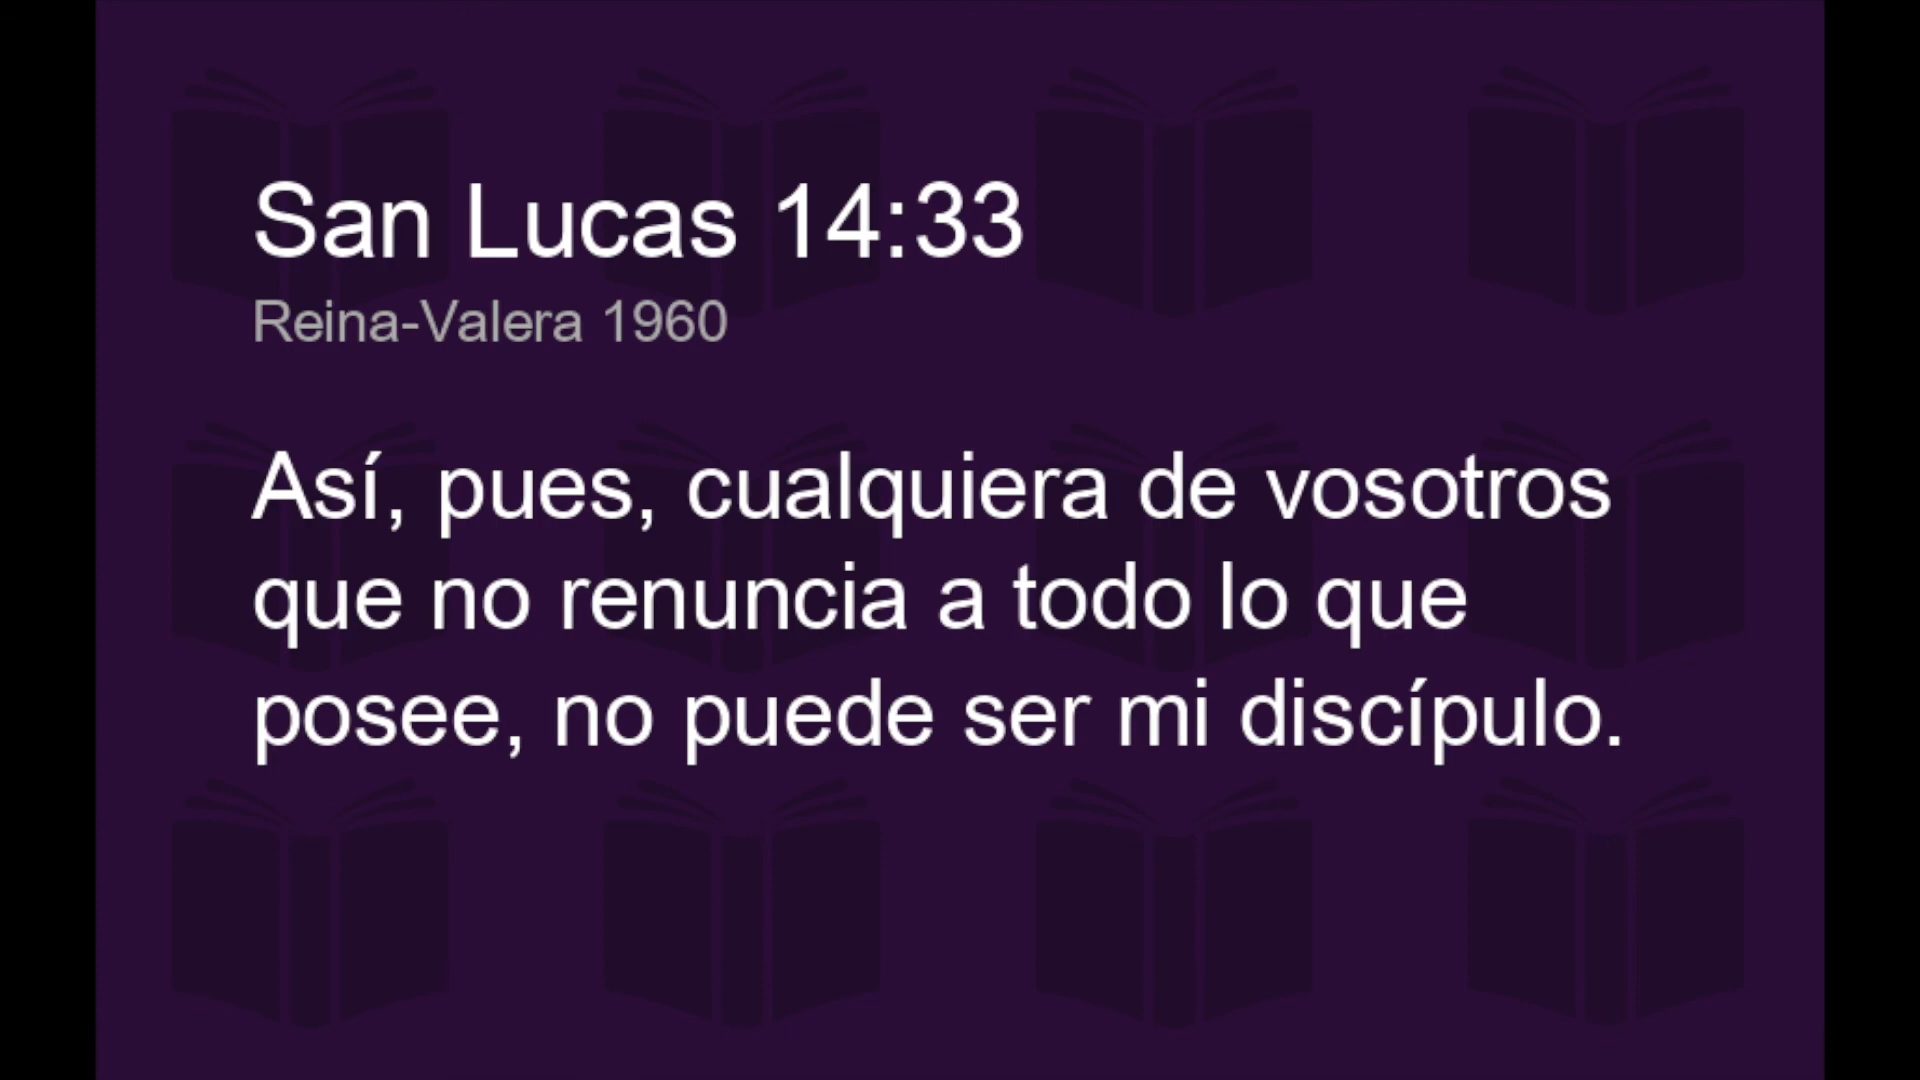 San Lucas 14:33
Reina-Valera 1960
Así, pues, cualquiera de vosotros
que no renuncia a todo lo que
posee, no puede ser mi discípulo.